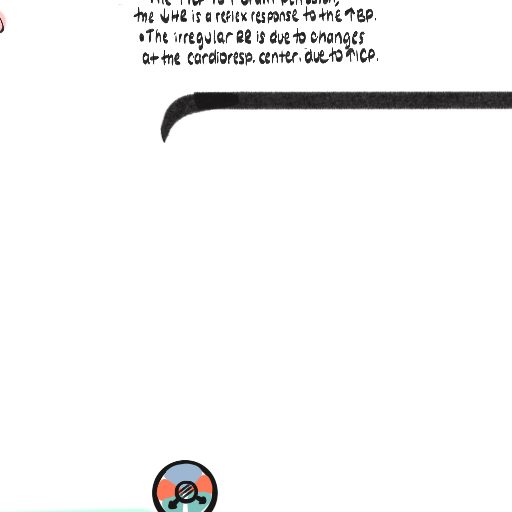 the ↓HR is a reflex response to the ↑BP.
•The irregular RR is due to changes
at the cardioresp. center, due to ↑ICP.